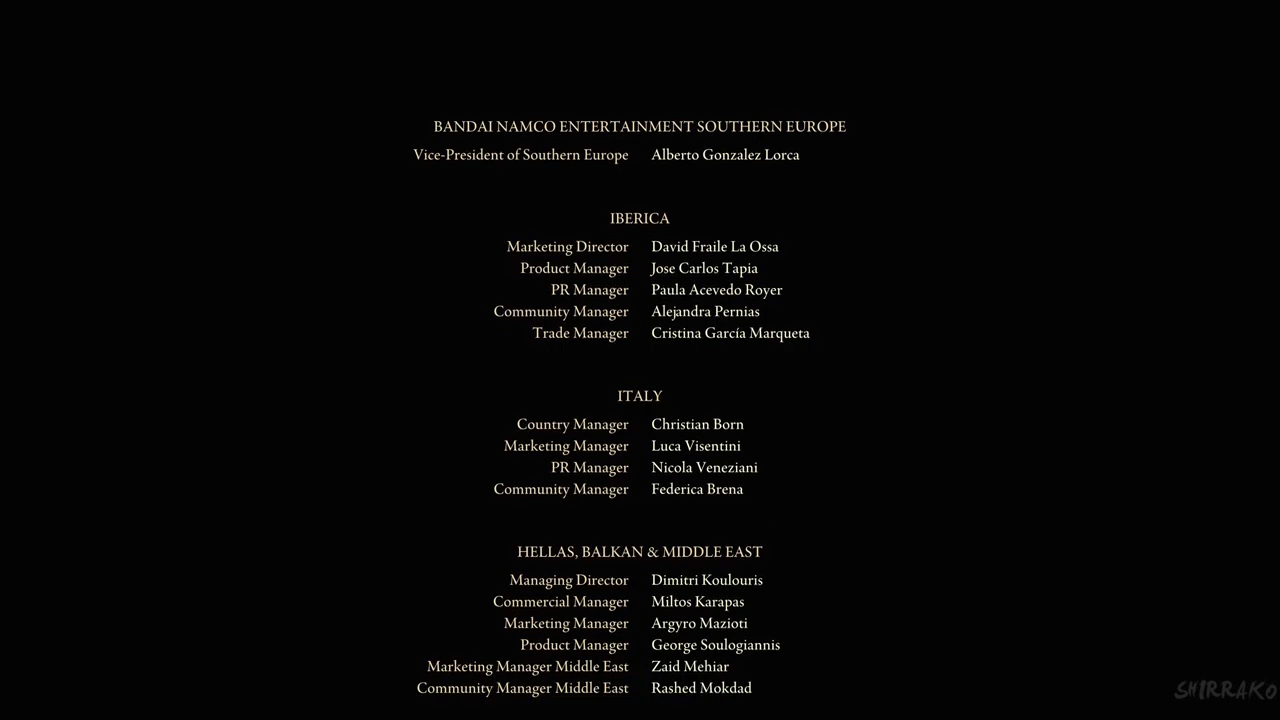 BANDAI NAMCO ENTERTAINMENT SOUTHERN EUROPE
Vice-President of Southern Europe Alberto Gonzalez Lorca
IBERICA
Marketing Director David Fraile La Ossa
Product Manager Jose Carlos Tapia
PR Manager Paula Acevedo Royer
Community Manager Alejandra Pernias
Trade Manager Cristina García Marqueta
ITALY
Country Manager Christian Born
Marketing Manager Luca Visentini
PR Manager Nicola Veneziani
Community Manager Federica Brena
HELLAS, BALKAN & MIDDLE EAST
Managing Director Dimitri Koulouris
Commercial Manager Miltos Karapas
Marketing Manager Argyro Mazioti
Product Manager George Soulogiannis
Marketing Manager Middle East Zaid Mehiar
Community Manager Middle East Rashed Mokdad
SHIRRAKO